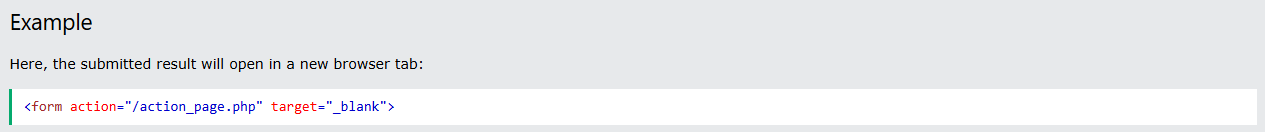 Example
Here, the submitted result will open in a new browser tab:
<form action="/action_page.php" target="_blank">